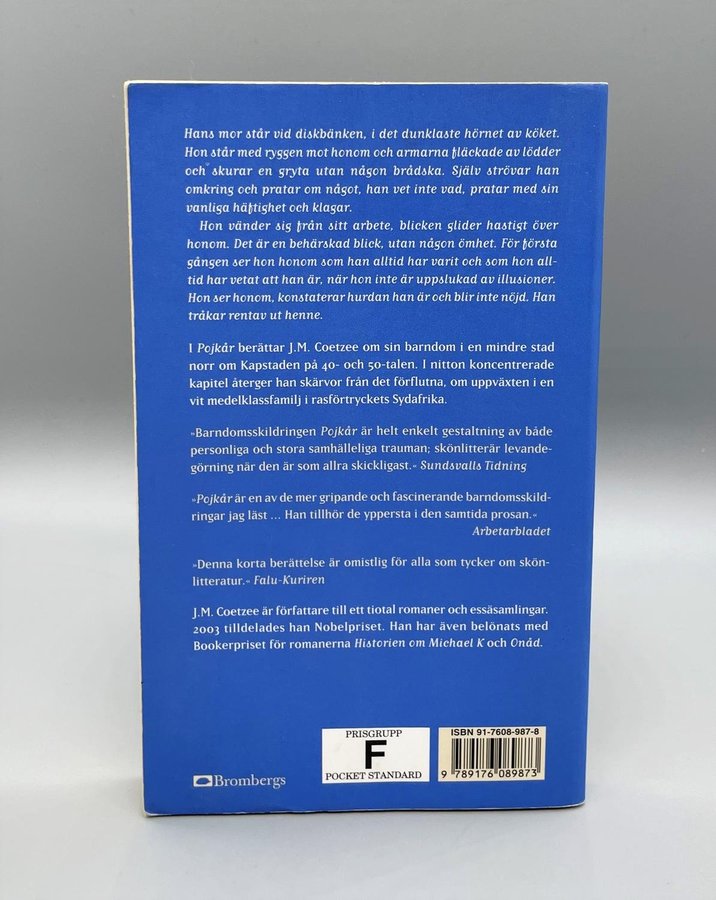 Hans mor står vid diskbänken, i det dunklaste hörnet av köket.
Hon står med ryggen mot honom och armarna fläckade av lödder
och skurar en gryta utan någon brådska. Själv strövar han
omkring och pratar om något, han vet inte vad, pratar med sin
vanliga häftighet och klagar.
Hon vänder sig från sitt arbete, blicken glider hastigt över
honom. Det är en behärskad blick, utan någon ömhet. För första
gången ser hon honom som han alltid har varit och som han all-
tid har vetat att han är, när hon inte är uppslukad av illusioner.
Hon ser honom, konstaterar hurdan han är och blir inte nöjd. Han
tråkar rentav ut henne.
I Pojkår berättar J.M. Coetzee om sin barndom i en mindre stad
norr om Kapstaden på 40- och 50-talen. I nitton koncentrerade
kapitel återger han skärvor från det förflutna, om uppväxten i en
vit medelklassfamilj i rasförtryckets Sydafrika.
»Barndomsskildringen Pojkår är helt enkelt gestaltning av både
personliga och stora samhälleliga trauman; skönlitterär levande-
görning när den är som allra skickligast.« Sundsvalls Tidning
»Pojkår är en av de mer gripande och fascinerande barndomsskild-
ringar jag läst ... Han tillhör de yppersta i den samtida prosan.«
Arbetarbladet
»Denna korta berättelse är omistlig för alla som tycker om skön-
litteratur.« Falu-Kuriren
J.M. Coetzee är författare till ett tiotal romaner och essäsamlingar.
2003 tilldelades han Nobelpriset. Han har även belönats med
Bookerpriset för romanerna Historien om Michael K och Onåd.
PRISGRUPP
F
POCKET STANDARD
ISBN 91-7608-987-8
9 789176 089873
Brombergs